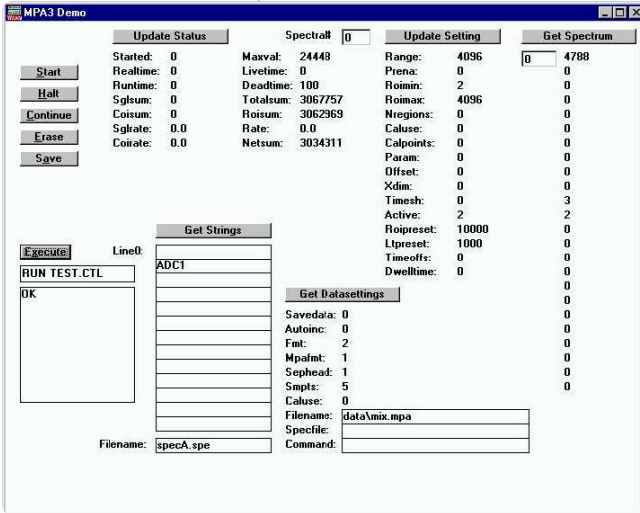 MPA3 Demo
Update Status
Spectral# 0
Update Setting
Get Spectrum
Start
Halt
Continue
Erase
Save
Started: 0
Realtime: 0
Runtime: 0
Sglsum: 0
Coisum: 0
Sglrate: 0.0
Coirate: 0.0
Maxval: 24448
Livetime: 0
Deadtime: 100
Totalsum: 3067757
Roisum: 3062969
Rate: 0.0
Netsum: 3034311
Range: 4096
Prena: 0
Roimin: 2
Roimax: 4096
Nregions: 0
Caluse: 0
Calpoints: 0
Param: 0
Offset: 0
Xdim: 0
Timesh: 0
Active: 2
Roipreset: 10000
Ltpreset: 1000
Timeoffs: 0
Dwelltime: 0
0 4788
0
0
0
0
0
0
0
0
0
3
2
0
0
0
0
0
0
0
0
0
0
0
0
Get Strings
Execute
Line0:
ADC1
RUN TEST.CTL
OK
Filename: specA.spe
Get Datasettings
Savedata: 0
Autoinc: 0
Fmt: 2
Mpafmt: 1
Sephead: 1
Smpts: 5
Caluse: 0
Filename: data\mix.mpa
Specfile:
Command: